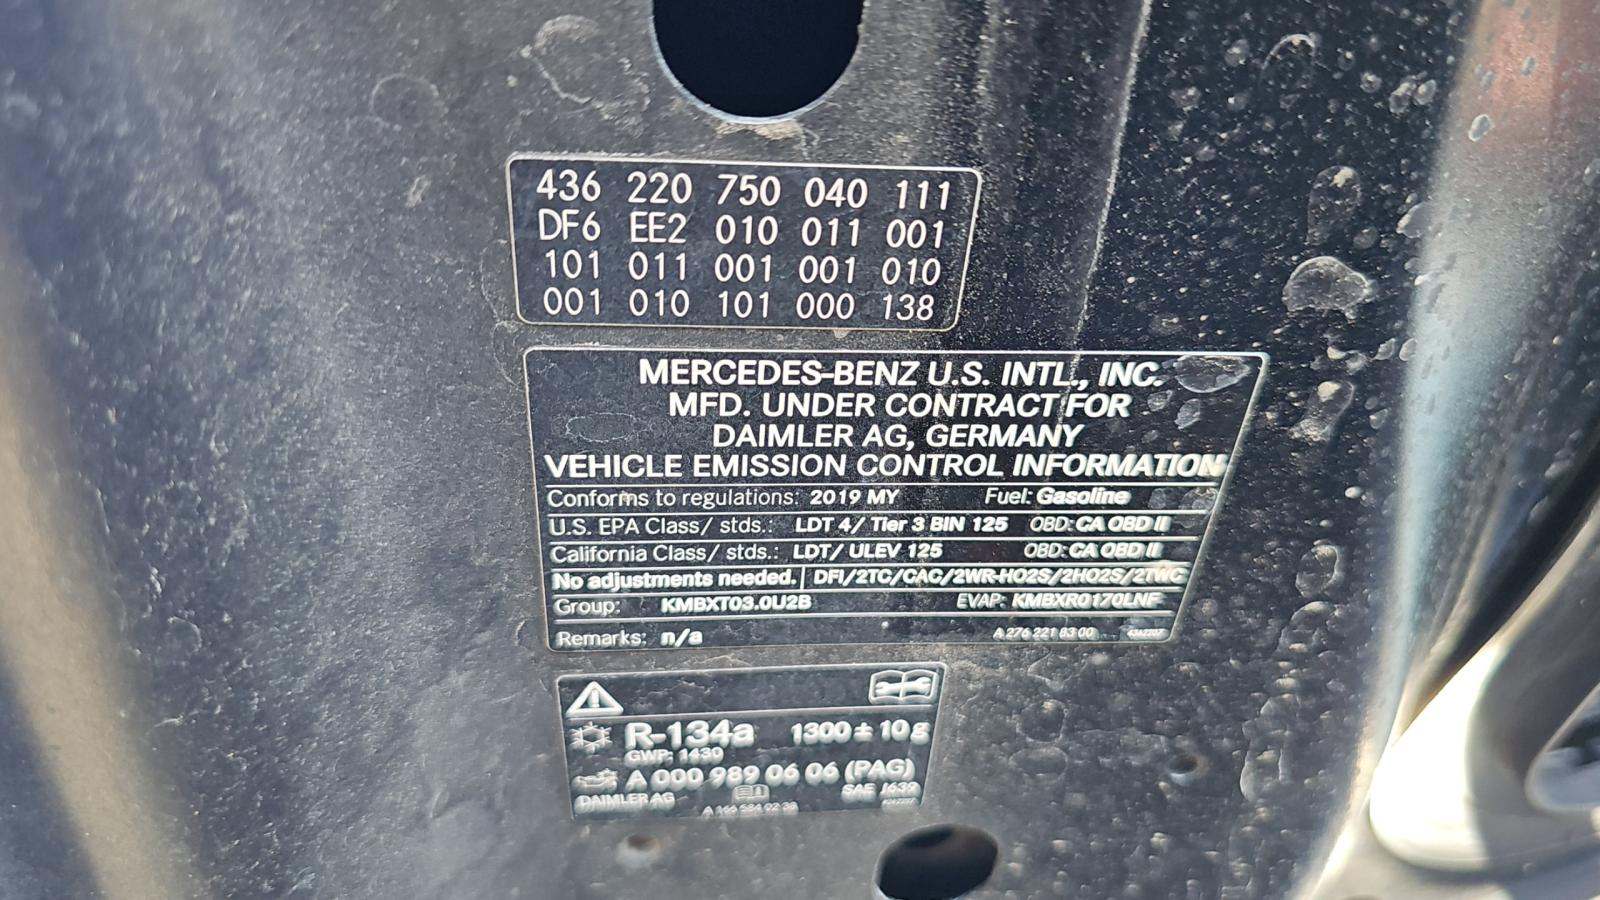 436 220 750 040 111
DF6 EE2 010 011 001
101 011 001 001 010
001 010 101 000 138
MERCEDES-BENZ U.S. INTL., INC.
MFD. UNDER CONTRACT FOR
DAIMLER AG, GERMANY
VEHICLE EMISSION CONTROL INFORMATION
Conforms to regulations: 2019 MY Fuel: Gasoline
U.S. EPA Class/ stds.: LDT 4/ Tier 3 BIN 125 OBD: CA OBD II
California Class/ stds.: LDT/ ULEV 125 OBD: CA OBD II
No adjustments needed. DFI/2TC/CAC/2WR-HO2S/2HO2S/2TWC
Group: KMBXT03.0U2B EVAP: KMBXR0170LNF
Remarks: n/a A 276 221 83 00
R-134a 1300 ± 10 g
GWP: 1430
A 000 989 06 06 (PAG)
DAIMLER AG SAE J639